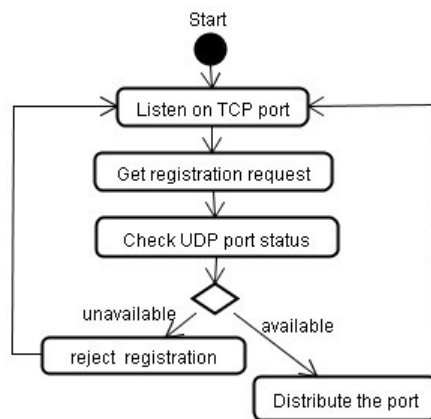 Start
Listen on TCP port
Get registration request
Check UDP port status
unavailable
available
reject registration
Distribute the port